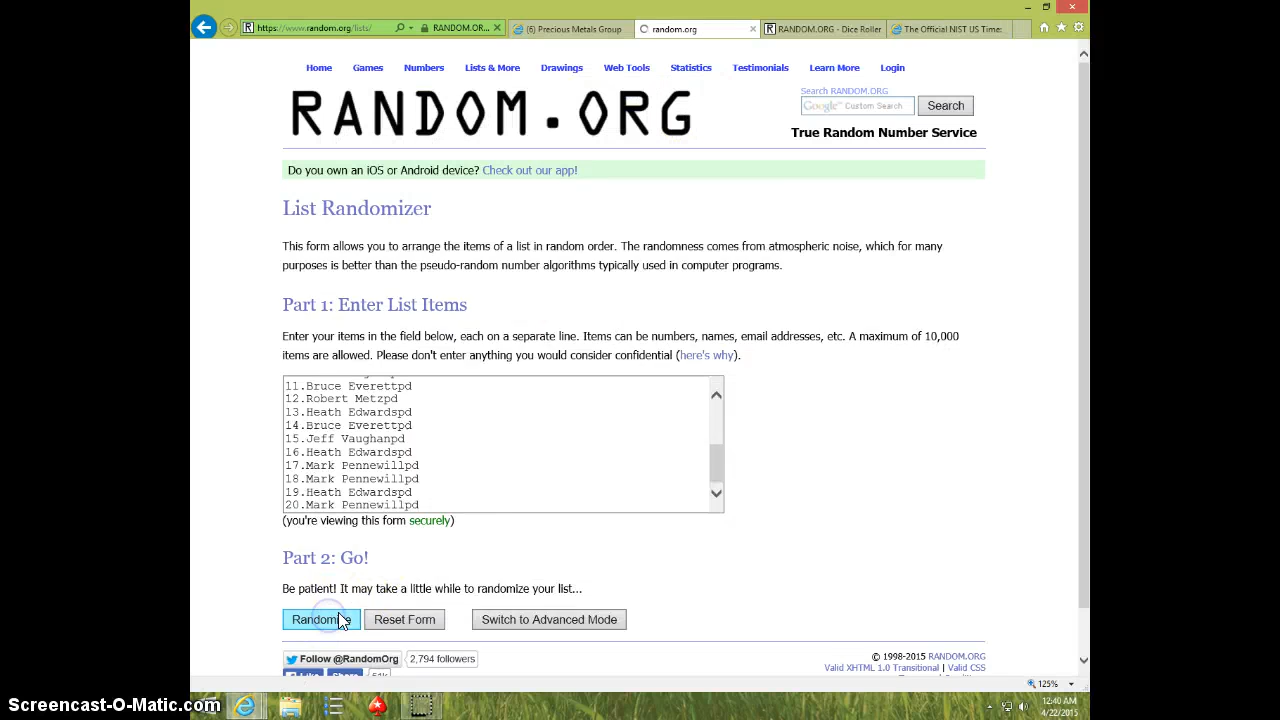 https://www.random.org/lists/
RANDOM.OR...
(6) Precious Metals Group
random.org
RANDOM.ORG - Dice Roller
The Official NIST US Time:
Home Games Numbers Lists & More Drawings Web Tools Statistics Testimonials Learn More Login
RANDOM.ORG
Search RANDOM.ORG
Google™ Custom Search
Search
True Random Number Service
Do you own an iOS or Android device? Check out our app!
List Randomizer
This form allows you to arrange the items of a list in random order. The randomness comes from atmospheric noise, which for many
purposes is better than the pseudo-random number algorithms typically used in computer programs.
Part 1: Enter List Items
Enter your items in the field below, each on a separate line. Items can be numbers, names, email addresses, etc. A maximum of 10,000
items are allowed. Please don't enter anything you would consider confidential (here's why).
11.Bruce Everettpd
12.Robert Metzpd
13.Heath Edwardspd
14.Bruce Everettpd
15.Jeff Vaughanpd
16.Heath Edwardspd
17.Mark Pennewillpd
18.Mark Pennewillpd
19.Heath Edwardspd
20.Mark Pennewillpd
(you're viewing this form securely)
Part 2: Go!
Be patient! It may take a little while to randomize your list...
Randomize Reset Form Switch to Advanced Mode
Follow @RandomOrg 2,794 followers
© 1998-2015 RANDOM.ORG
Valid XHTML 1.0 Transitional | Valid CSS
Like Share 51k
125%
12:40 AM
4/22/2015
Screencast-O-Matic.com